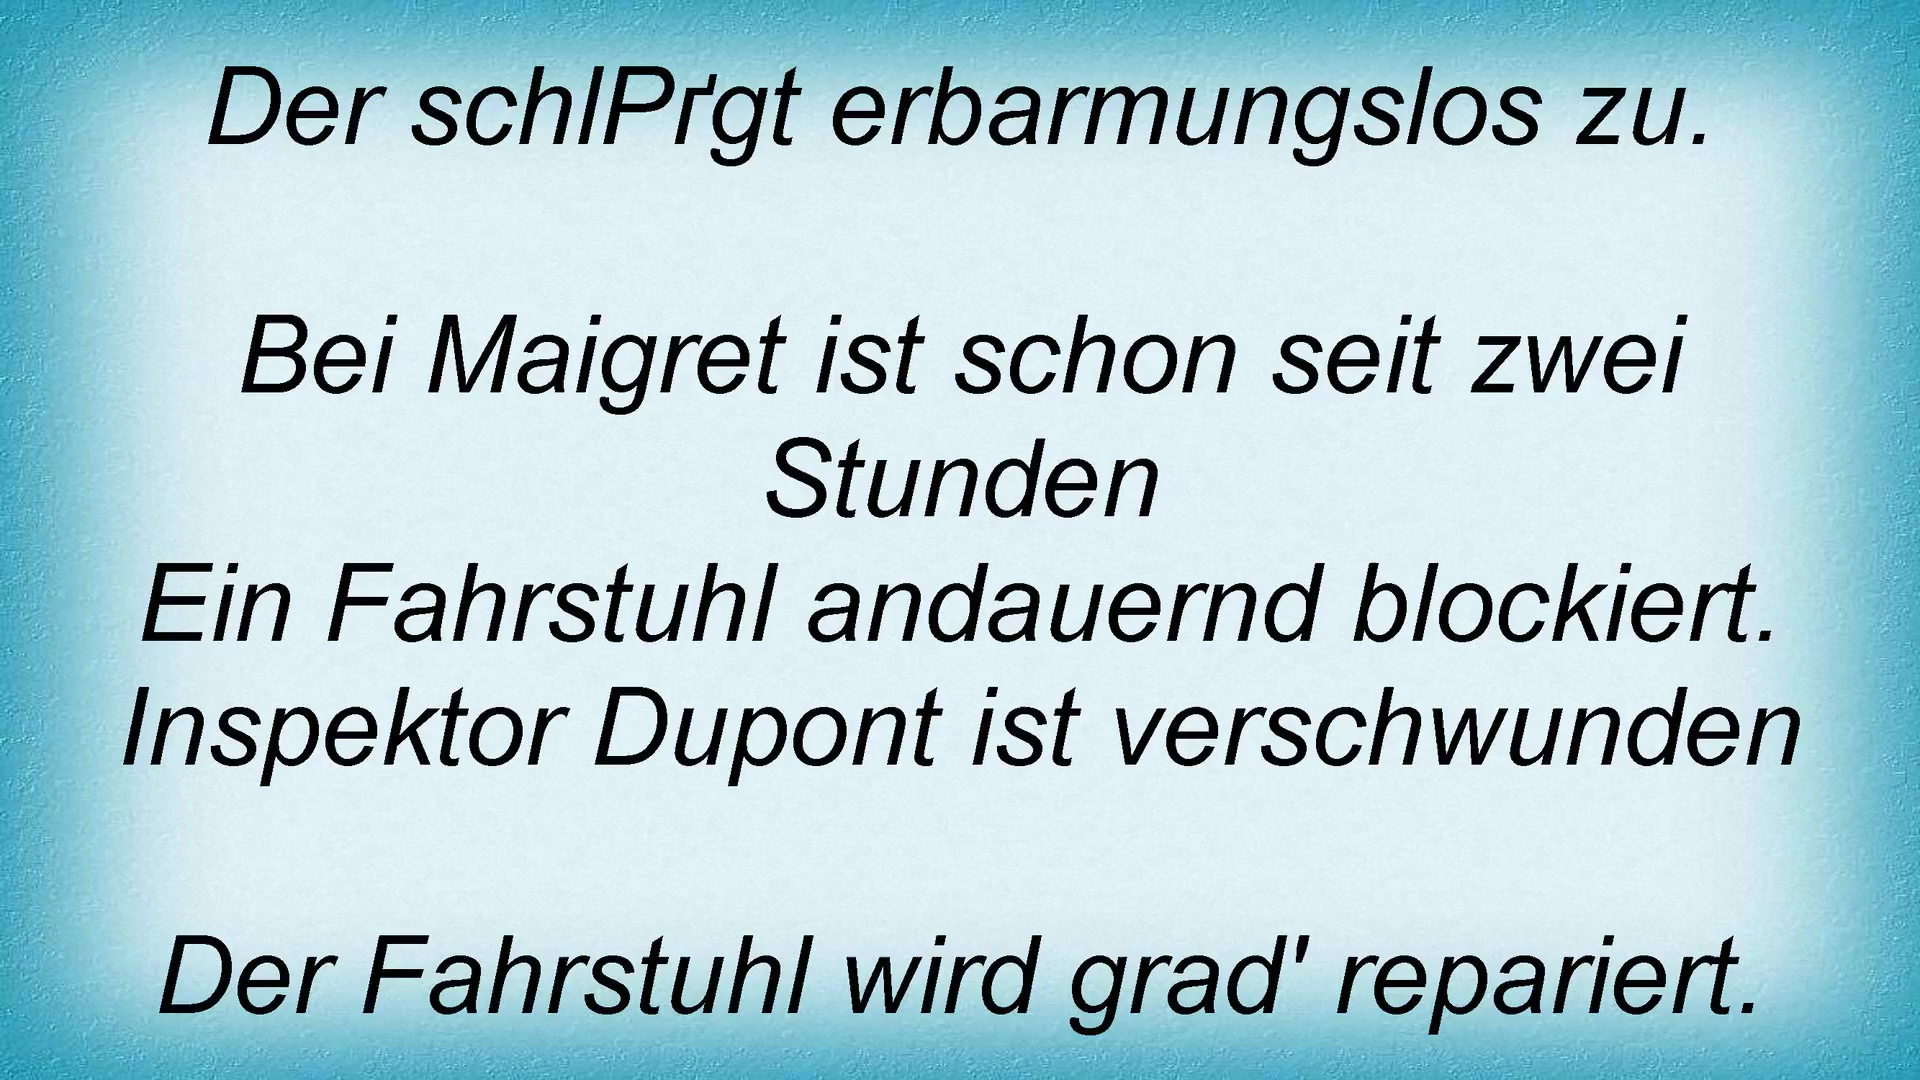 Der schlPґgt erbarmungslos zu.
Bei Maigret ist schon seit zwei
Stunden
Ein Fahrstuhl andauernd blockiert.
Inspektor Dupont ist verschwunden
Der Fahrstuhl wird grad' repariert.